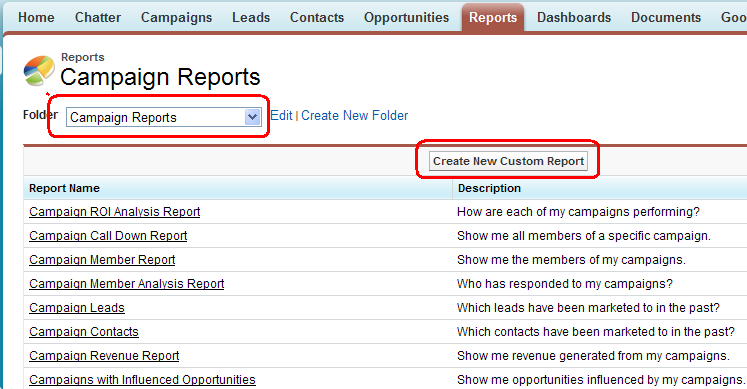 Home Chatter Campaigns Leads Contacts Opportunities Reports Dashboards Documents Goo
Reports
Campaign Reports
Folder Campaign Reports Edit | Create New Folder
Create New Custom Report
Report Name Description
Campaign ROI Analysis Report How are each of my campaigns performing?
Campaign Call Down Report Show me all members of a specific campaign.
Campaign Member Report Show me the members of my campaigns.
Campaign Member Analysis Report Who has responded to my campaigns?
Campaign Leads Which leads have been marketed to in the past?
Campaign Contacts Which contacts have been marketed to in the past?
Campaign Revenue Report Show me revenue generated from my campaigns.
Campaigns with Influenced Opportunities Show me opportunities influenced by my campaigns.